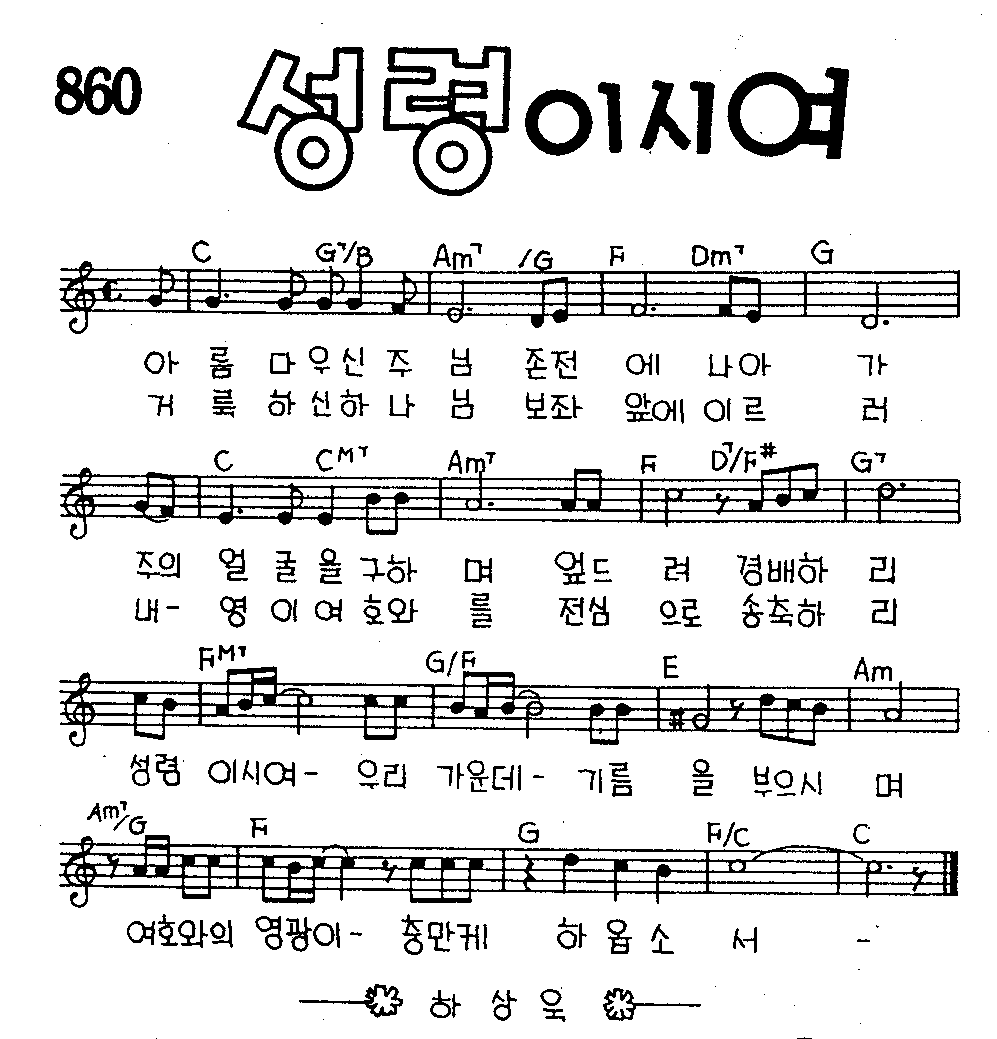 860
성령이시여
C G7/B Am7 /G F Dm7 G
아 름 다 우 신 주 님 존전 에 나아 가
거 룩 하 신 하 나 님 보좌 앞에 이르 러
C CM7 Am7 F D7/F# G7
주의 얼 굴 을 구하 며 엎드 려 경배하 리
내- 영 이 여 호와 를 전심 으로 송축하 리
FM7 G/F E Am
성령 이시여- 우리 가운데- 기름 을 부으시 며
Am7/G F G F/C C
여호와의 영광이- 충만케 하 옵 소 서 -
하 상 욱